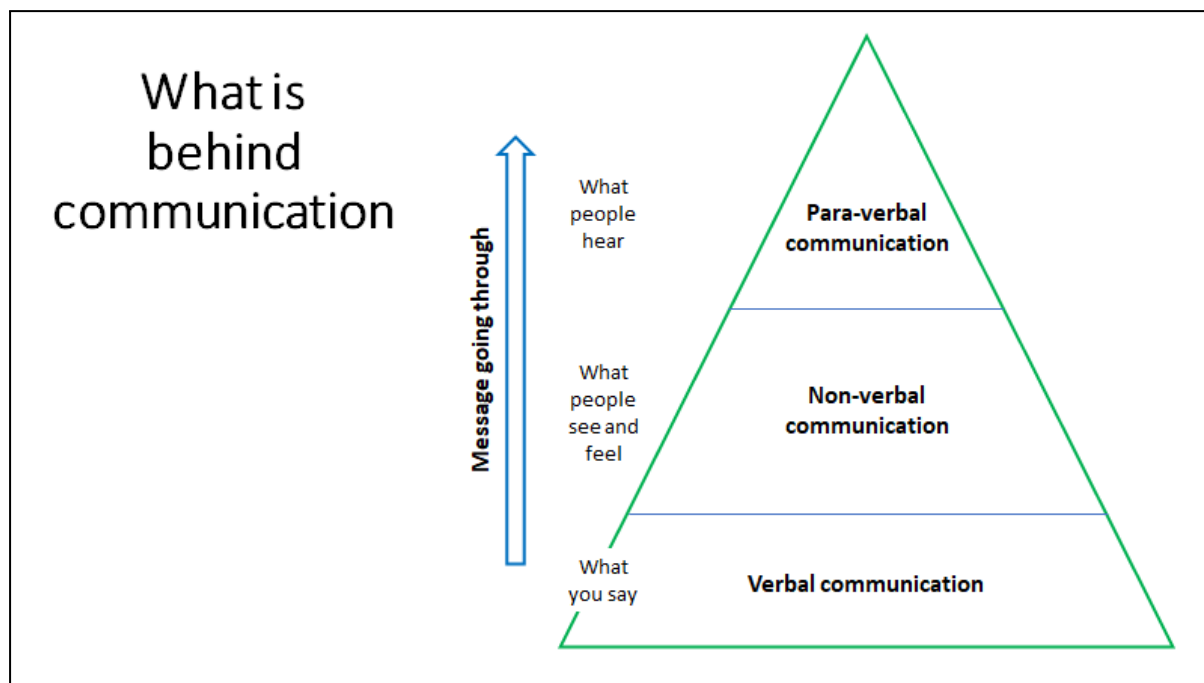 What is
behind
communication
Message going through
What
people
hear
Para-verbal
communication
What
people
see and
feel
Non-verbal
communication
What
you say
Verbal communication